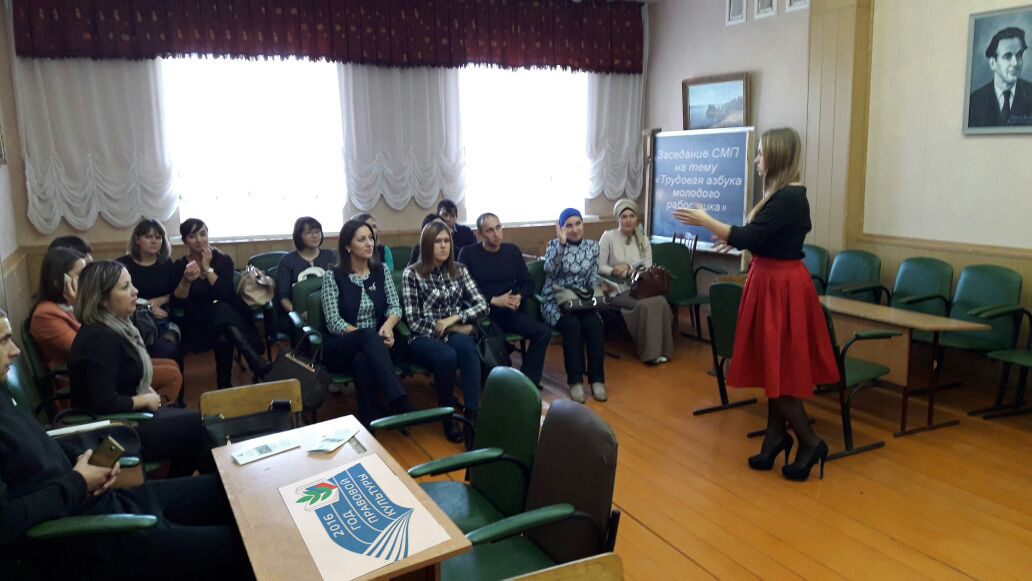 Заседание СМП
на тему
«Трудовая азбука
молодого
работника»
2016
ГОД
ПРАВОВОЙ
КУЛЬТУРЫ